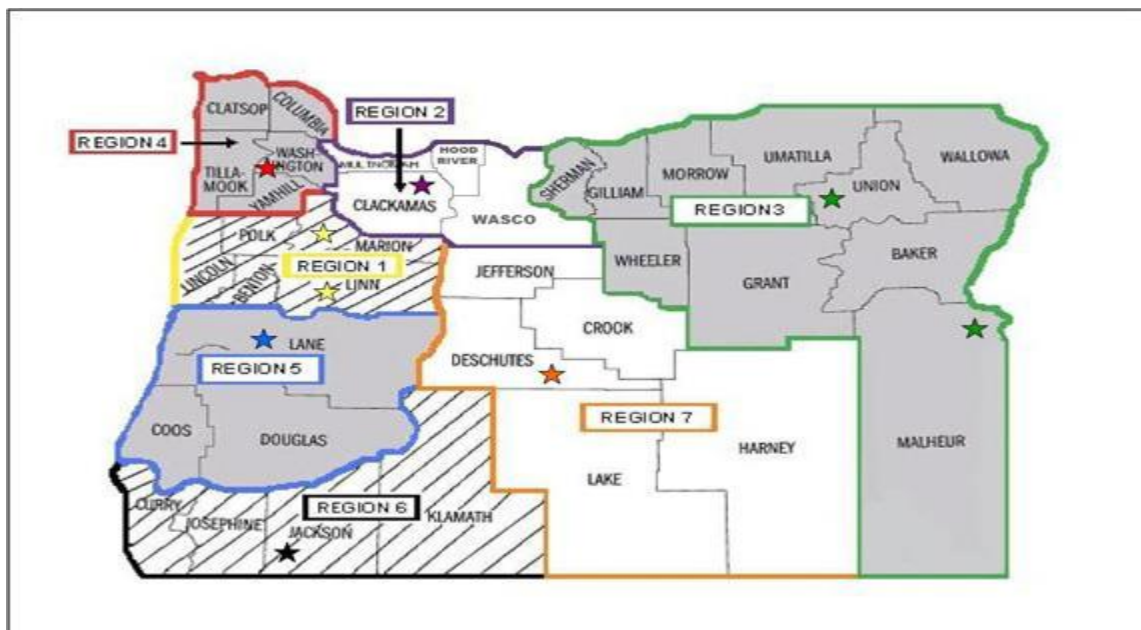 CLATSOP
COLUMBIA
REGION 2
REGION 4
WASH-
INGTON
TILLA-
MOOK
YAMHILL
MULTNOMAH
HOOD
RIVER
CLACKAMAS
WASCO
SHERMAN
GILLIAM
MORROW
UMATILLA
UNION
WALLOWA
REGION 3
WHEELER
GRANT
BAKER
POLK
MARION
REGION 1
LINCOLN
BENTON
LINN
JEFFERSON
CROOK
DESCHUTES
LANE
REGION 5
COOS
DOUGLAS
REGION 7
HARNEY
LAKE
MALHEUR
CURRY
JOSEPHINE
REGION 6
JACKSON
KLAMATH